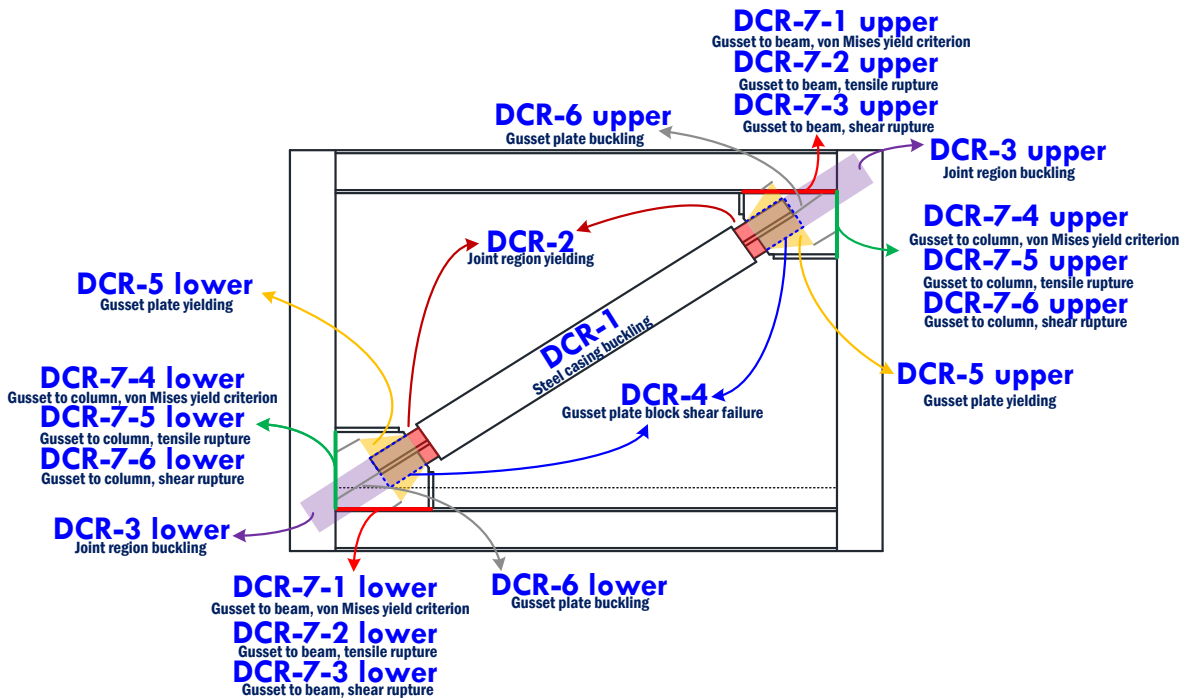 DCR-7-1 upper
Gusset to beam, von Mises yield criterion
DCR-7-2 upper
Gusset to beam, tensile rupture
DCR-7-3 upper
Gusset to beam, shear rupture
DCR-6 upper
Gusset plate buckling
DCR-3 upper
Joint region buckling
DCR-7-4 upper
Gusset to column, von Mises yield criterion
DCR-7-5 upper
Gusset to column, tensile rupture
DCR-7-6 upper
Gusset to column, shear rupture
DCR-2
Joint region yielding
DCR-5 lower
Gusset plate yielding
DCR-1
Steel casing buckling
DCR-5 upper
Gusset plate yielding
DCR-4
Gusset plate block shear failure
DCR-7-4 lower
Gusset to column, von Mises yield criterion
DCR-7-5 lower
Gusset to column, tensile rupture
DCR-7-6 lower
Gusset to column, shear rupture
DCR-3 lower
Joint region buckling
DCR-7-1 lower
Gusset to beam, von Mises yield criterion
DCR-7-2 lower
Gusset to beam, tensile rupture
DCR-7-3 lower
Gusset to beam, shear rupture
DCR-6 lower
Gusset plate buckling